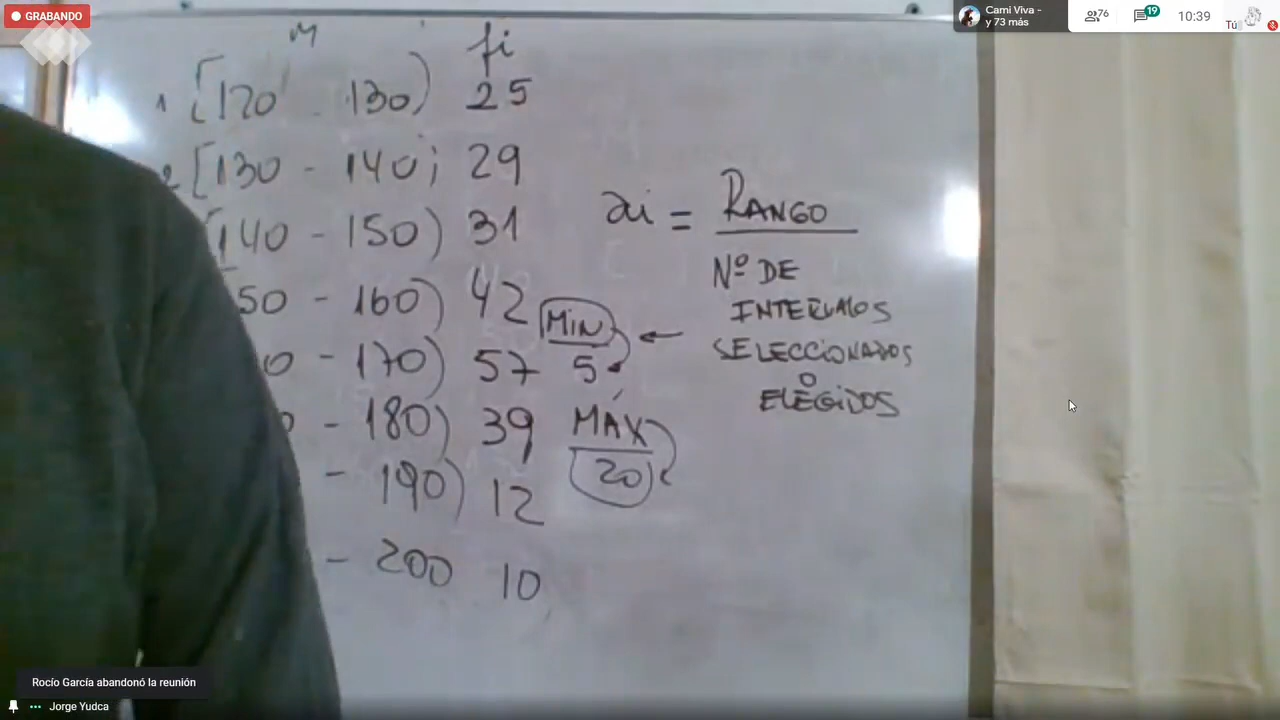 GRABANDO
Cami Viva -
y 73 más
76
19
10:39
Tú
M
fi
1 [120 130) 25
2 [130 - 140) 29
[140 - 150) 31
50 - 160) 42
0 - 170) 57
- 180) 39
- 190) 12
- 200 10
MIN
5
MÁX
20
ai = RANGO
Nº DE
INTERVALOS
SELECCIONADOS
O
ELEGIDOS
Rocío García abandonó la reunión
Jorge Yudca